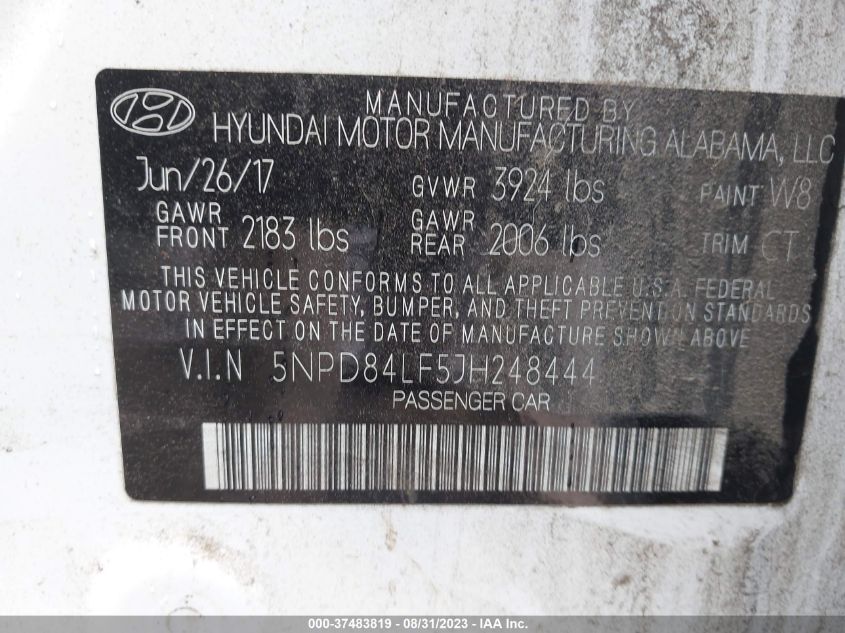 MANUFACTURED BY
HYUNDAI MOTOR MANUFACTURING ALABAMA, LLC
Jun/26/17 GVWR 3924 lbs PAINT W8
GAWR FRONT 2183 lbs GAWR REAR 2006 lbs TRIM CT
THIS VEHICLE CONFORMS TO ALL APPLICABLE U.S.A. FEDERAL
MOTOR VEHICLE SAFETY, BUMPER, AND THEFT PREVENTION STANDARDS
IN EFFECT ON THE DATE OF MANUFACTURE SHOWN ABOVE
V.I.N 5NPD84LF5JH248444
PASSENGER CAR
000-37483819 - 08/31/2023 - IAA Inc.